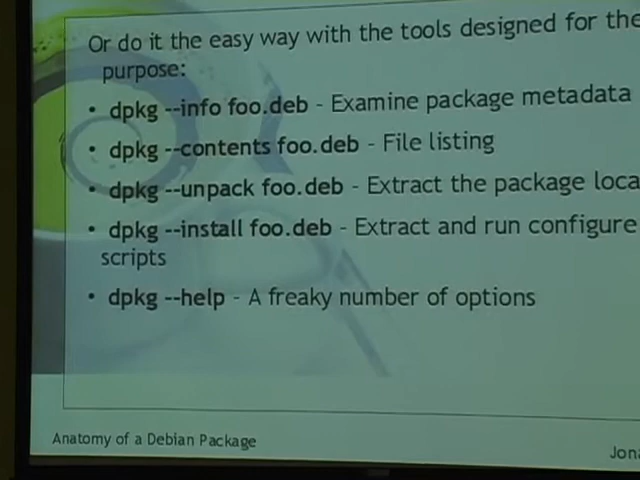 Or do it the easy way with the tools designed for the
purpose:
• dpkg --info foo.deb - Examine package metadata
• dpkg --contents foo.deb - File listing
• dpkg --unpack foo.deb - Extract the package loca
• dpkg --install foo.deb - Extract and run configure
scripts
• dpkg --help - A freaky number of options
Anatomy of a Debian Package
Jona